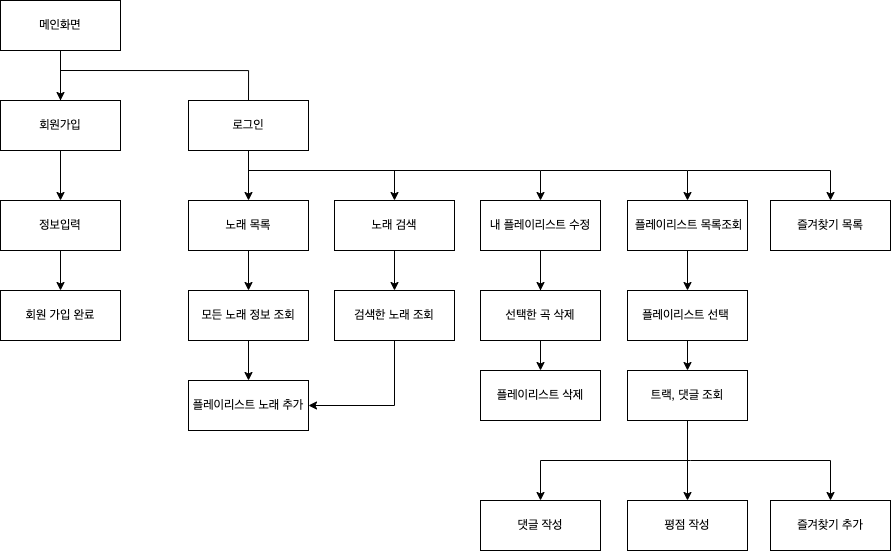 메인화면
회원가입
로그인
정보입력
노래 목록
노래 검색
내 플레이리스트 수정
플레이리스트 목록조회
즐겨찾기 목록
회원 가입 완료
모든 노래 정보 조회
검색한 노래 조회
선택한 곡 삭제
플레이리스트 선택
플레이리스트 노래 추가
플레이리스트 삭제
트랙, 댓글 조회
댓글 작성
평점 작성
즐겨찾기 추가